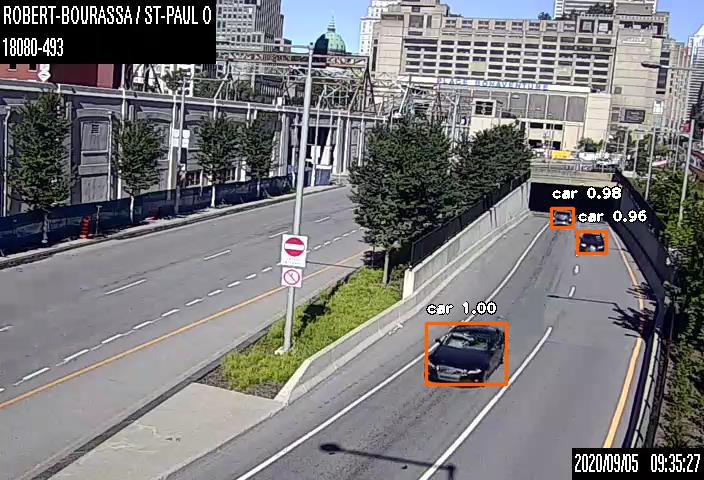 ROBERT-BOURASSA / ST-PAUL O
18080-493
PLACE BONAVENTURE
car 0.98
car 0.96
car 1.00
2020/09/05 09:35:27